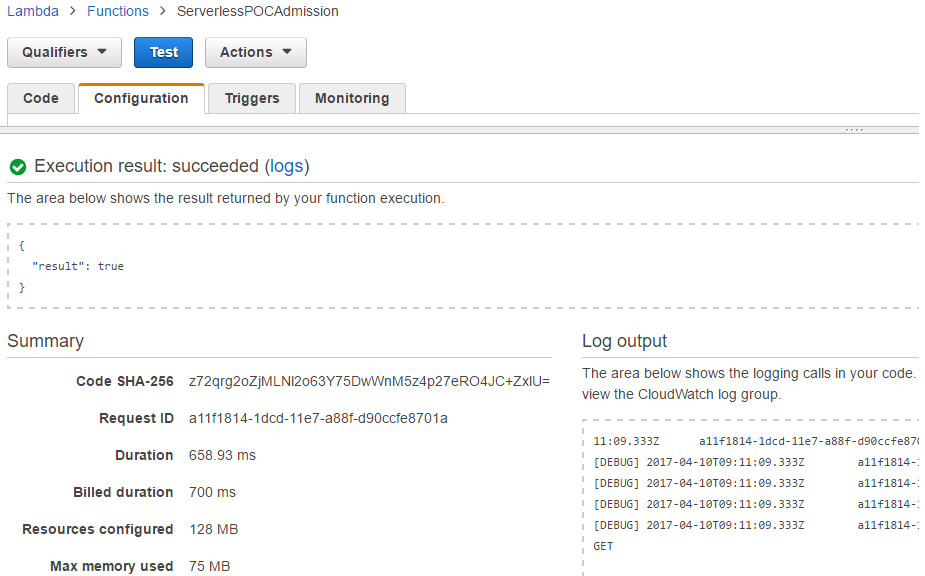 Lambda > Functions > ServerlessPOCAdmission
Qualifiers Test Actions
Code Configuration Triggers Monitoring
Execution result: succeeded (logs)
The area below shows the result returned by your function execution.
{
"result": true
}
Summary
Code SHA-256 z72qrg2oZjMLNl2o63Y75DwWnM5z4p27eRO4JC+ZxlU=
Request ID a11f1814-1dcd-11e7-a88f-d90ccfe8701a
Duration 658.93 ms
Billed duration 700 ms
Resources configured 128 MB
Max memory used 75 MB
Log output
The area below shows the logging calls in your code.
view the CloudWatch log group.
11:09.333Z a11f1814-1dcd-11e7-a88f-d90ccfe870
[DEBUG] 2017-04-10T09:11:09.333Z a11f1814-1
[DEBUG] 2017-04-10T09:11:09.333Z a11f1814-1
[DEBUG] 2017-04-10T09:11:09.333Z a11f1814-1
[DEBUG] 2017-04-10T09:11:09.333Z a11f1814-1
GET